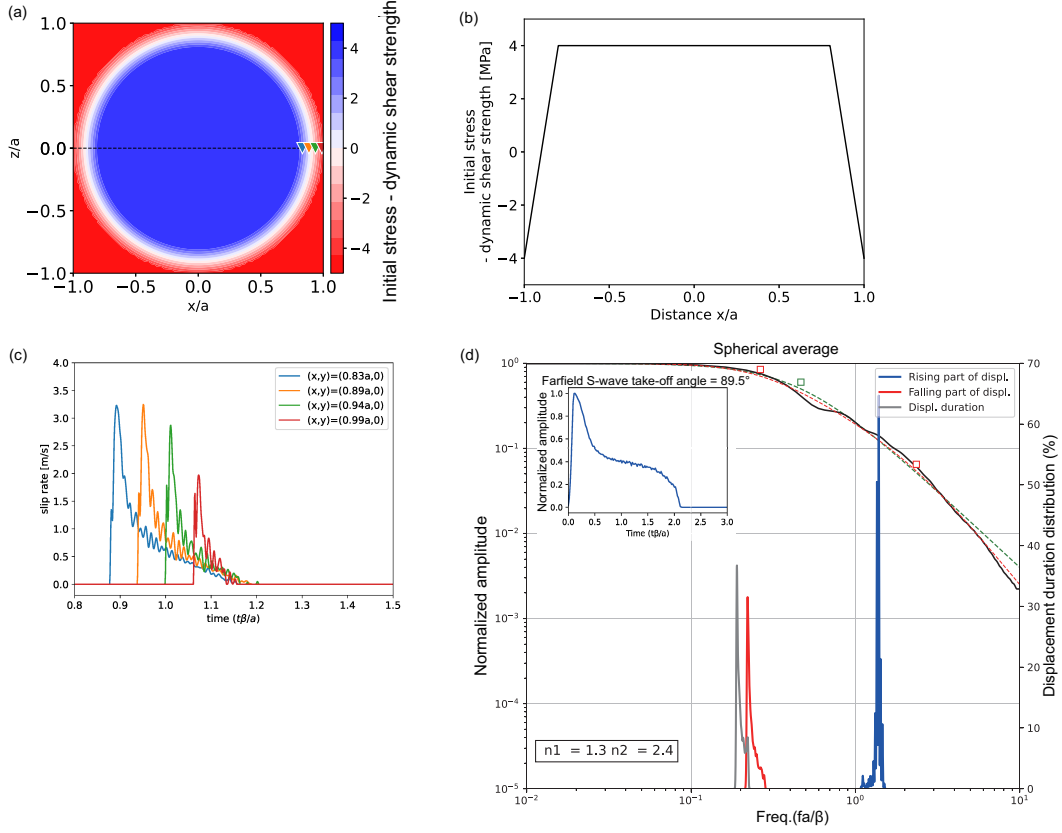 (a)
1.0
0.5
0.0
−0.5
−1.0
z/a
−1.0
−0.5
0.0
0.5
1.0
x/a
4
2
0
−2
−4
Initial stress - dynamic shear strength
(b)
4
2
0
−2
−4
Initial stress
- dynamic shear strength [MPa]
−1.0
−0.5
0.0
0.5
1.0
Distance x/a
(c)
4.0
3.5
3.0
2.5
2.0
1.5
1.0
0.5
0.0
slip rate [m/s]
(x,y)=(0.83a,0)
(x,y)=(0.89a,0)
(x,y)=(0.94a,0)
(x,y)=(0.99a,0)
0.8
0.9
1.0
1.1
1.2
1.3
1.4
1.5
time (tβ/a)
(d)
Spherical average
10⁰
10⁻¹
10⁻²
10⁻³
10⁻⁴
10⁻⁵
Normalized amplitude
Farfield S-wave take-off angle = 89.5°
1.0
0.8
0.6
0.4
0.2
0.0
Normalized amplitude
0.0
0.5
1.0
1.5
2.0
2.5
3.0
Time (tβ/a)
Rising part of displ.
Falling part of displ.
Displ. duration
70
60
50
40
30
20
10
0
Displacement duration distribution (%)
n1 = 1.3 n2 = 2.4
10⁻²
10⁻¹
10⁰
10¹
Freq.(fa/β)